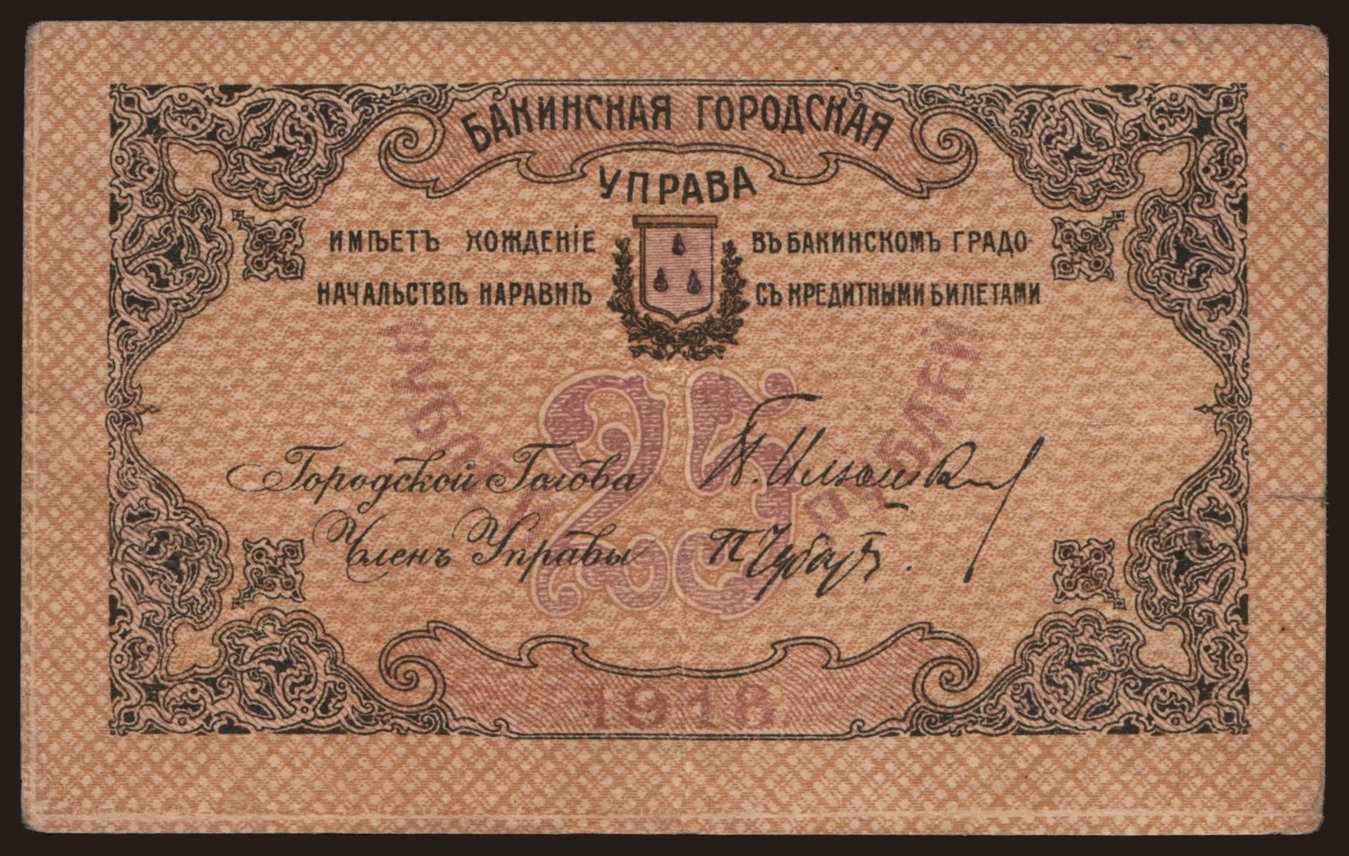 БАКИНСКАЯ ГОРОДСКАЯ
УПРАВА
ИМѢЕТЪ ХОЖДЕНІЕ ВЪ БАКИНСКОМЪ ГРАДО-
НАЧАЛЬСТВѢ НАРАВНѢ СЪ КРЕДИТНЫМИ БИЛЕТАМИ
РУБЛЕЙ 25 РУБЛЕЙ
Городской Голова
Членъ Управы
1918